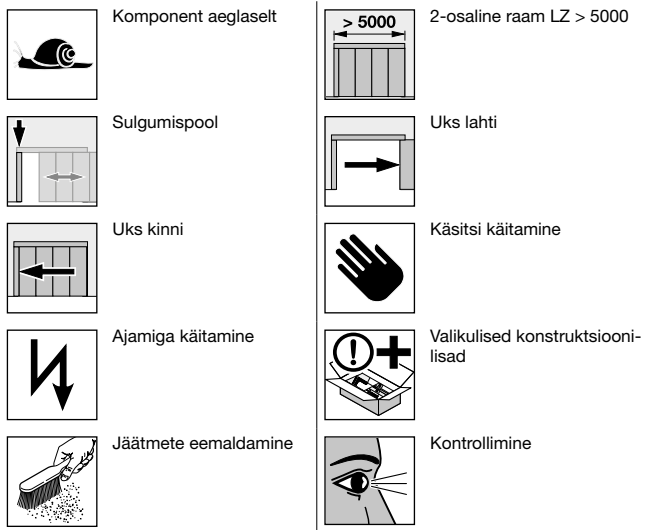 Komponent aeglaselt
Sulgumispool
Uks kinni
Ajamiga käitamine
Jäätmete eemaldamine
> 5000
2-osaline raam LZ > 5000
Uks lahti
Käsitsi käitamine
Valikulised konstruktsiooni-
lisad
Kontrollimine